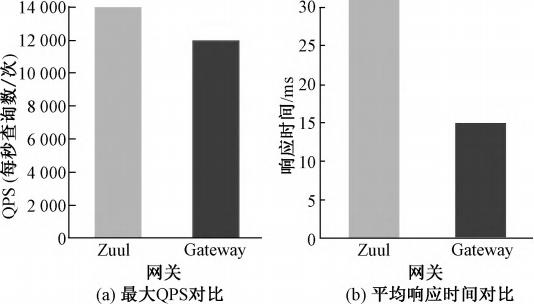 14 000
12 000
10 000
8 000
6 000
4 000
2 000
0
QPS (每秒查询数/次)
Zuul
Gateway
网关
(a) 最大QPS对比
30
25
20
15
10
5
0
响应时间/ms
Zuul
Gateway
网关
(b) 平均响应时间对比